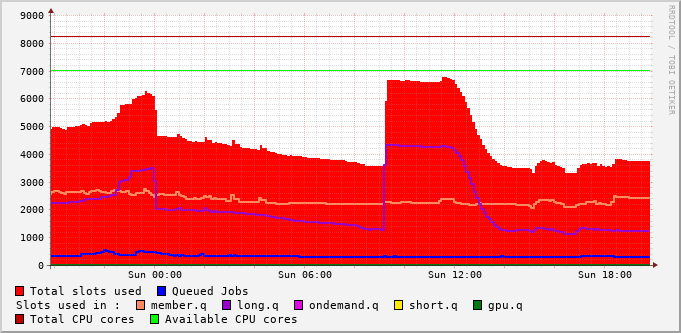 RRDTOOL / TOBI OETIKER
9000
8000
7000
6000
5000
4000
3000
2000
1000
0
Sun 00:00 Sun 06:00 Sun 12:00 Sun 18:00
Total slots used Queued Jobs
Slots used in : member.q long.q ondemand.q short.q gpu.q
Total CPU cores Available CPU cores